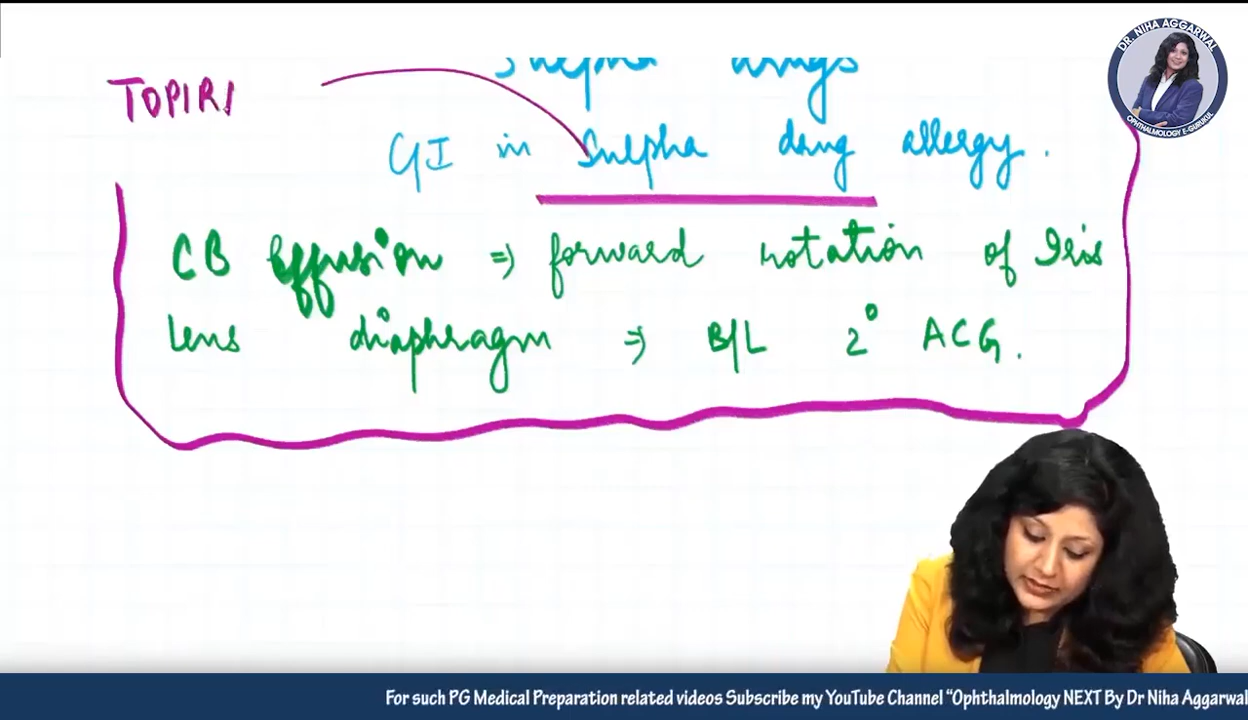 Sulpha drugs
TOPIRI
CI in Sulpha drug allergy.
CB effusion ⇒ forward rotation of Iris
lens diaphragm ⇒ B/L 2° ACG.
DR. NIHA AGGARWAL
OPHTHALMOLOGY E-GURUKUL
For such PG Medical Preparation related videos Subscribe my YouTube Channel "Ophthalmology NEXT By Dr Niha Aggarwal